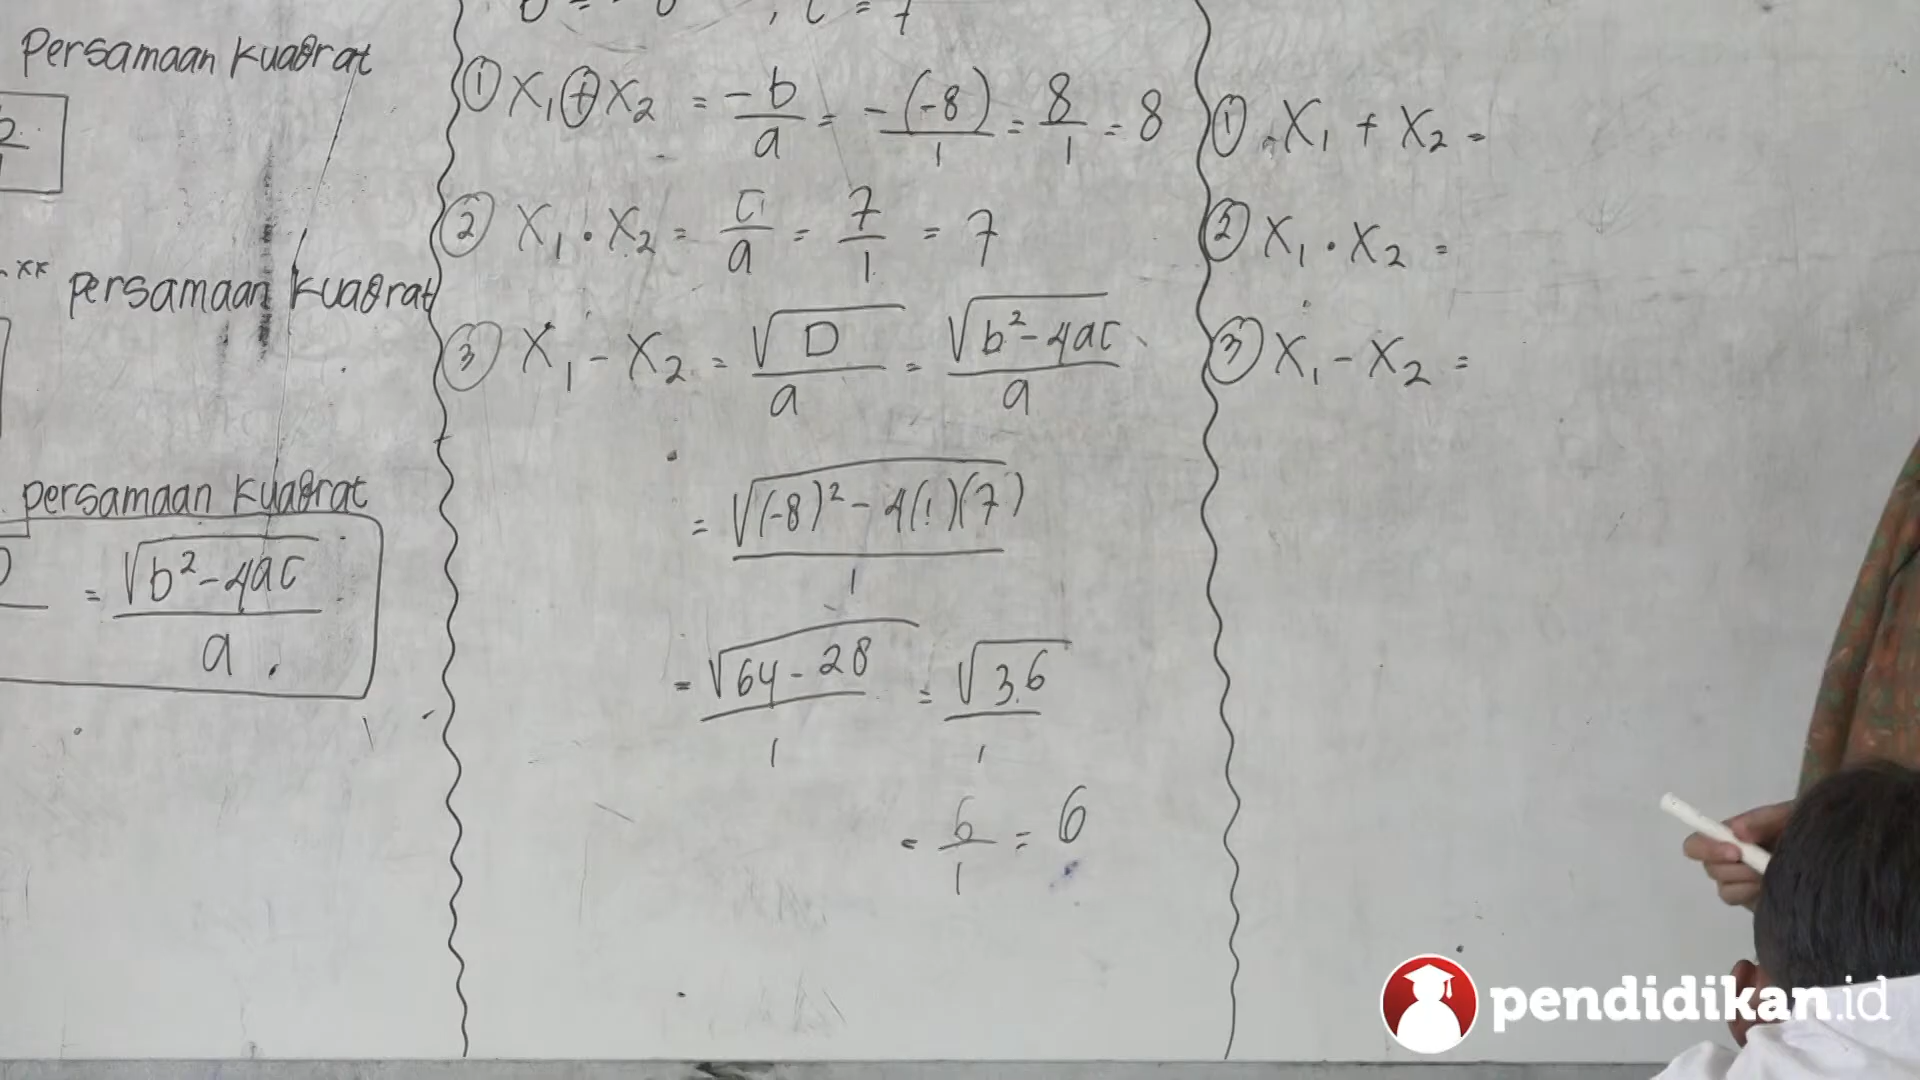 Persamaan Kuadrat
** Persamaan Kuadrat
Persamaan Kuadrat
= √(b² - 4ac) / a .
① X₁ + X₂ = -b/a = -(-8)/1 = 8/1 = 8
② X₁ . X₂ = c/a = 7/1 = 7
③ X₁ - X₂ = √D/a = √(b² - 4ac)/a
= √((-8)² - 4(1)(7))/1
= √(64 - 28)/1 = √36/1
= 6/1 = 6
① X₁ + X₂ =
② X₁ . X₂ =
③ X₁ - X₂ =
pendidikan.id